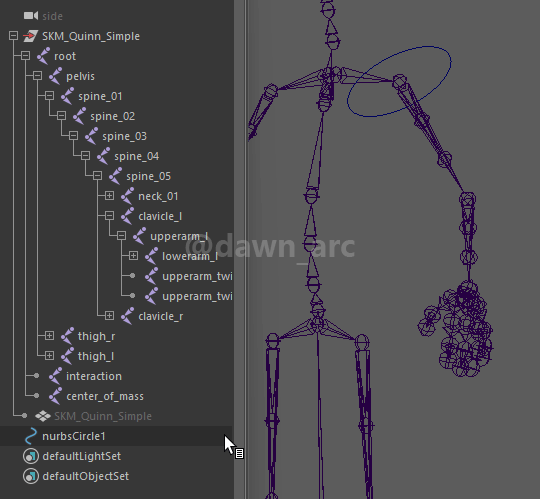 side
SKM_Quinn_Simple
root
pelvis
spine_01
spine_02
spine_03
spine_04
spine_05
neck_01
clavicle_l
upperarm_l
@dawn_arc
lowerarm_l
upperarm_twi
upperarm_twi
clavicle_r
thigh_r
thigh_l
interaction
center_of_mass
SKM_Quinn_Simple
nurbsCircle1
defaultLightSet
defaultObjectSet